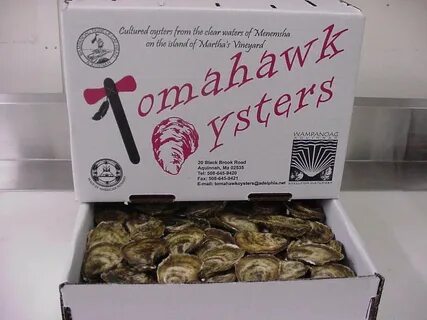 Cultured oysters from the clear waters of Menemsha
on the island of Martha's Vineyard
Tomahawk
Oysters
WAMPANOAG
20 Black Brook Road
Aquinnah, Ma 02535
Tel: 508-645-9420
Fax: 508-645-9421
E-mail: tomahawkoysters@adelphia.net